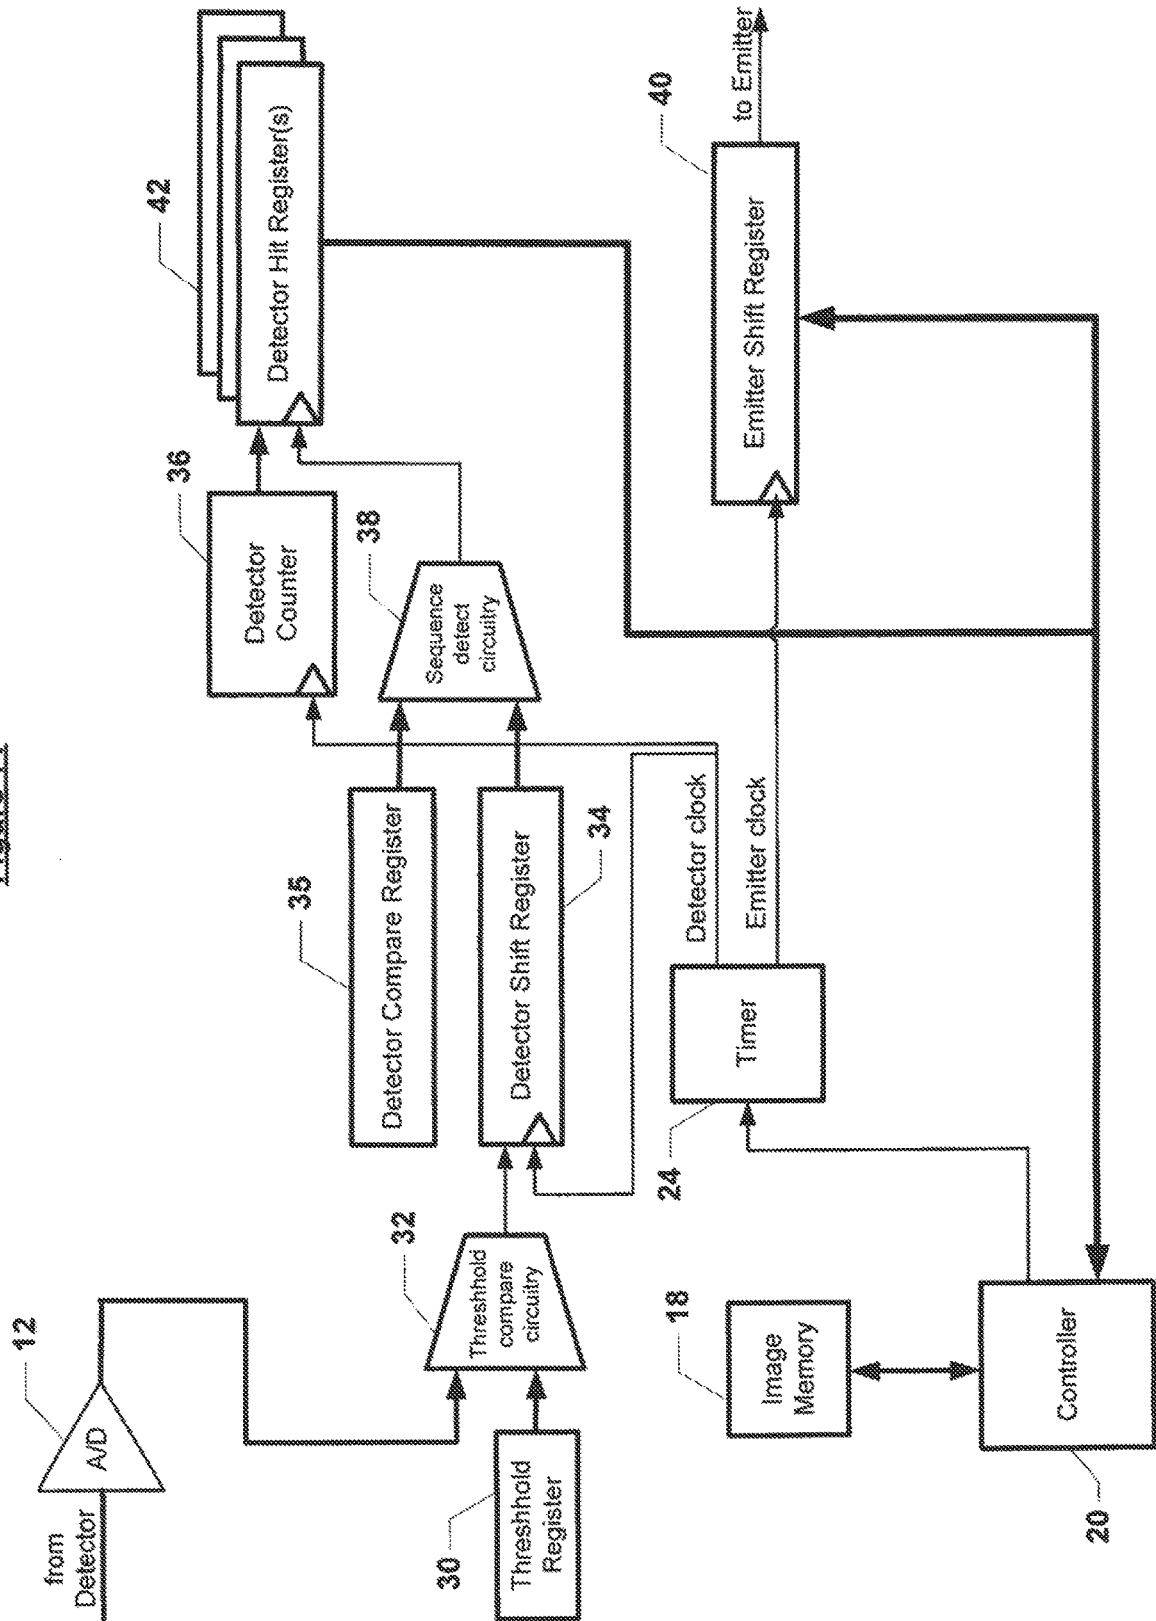 from
Detector
A/D
12
Threshhold
Register
30
Threshhold
compare
circuitry
32
Detector Compare Register
35
Detector Shift Register
34
Sequence
detect
circuitry
38
Detector
Counter
36
Detector Hit Register(s)
42
Image
Memory
18
Controller
20
Timer
24
Detector clock
Emitter clock
Emitter Shift Register
40
to Emitter